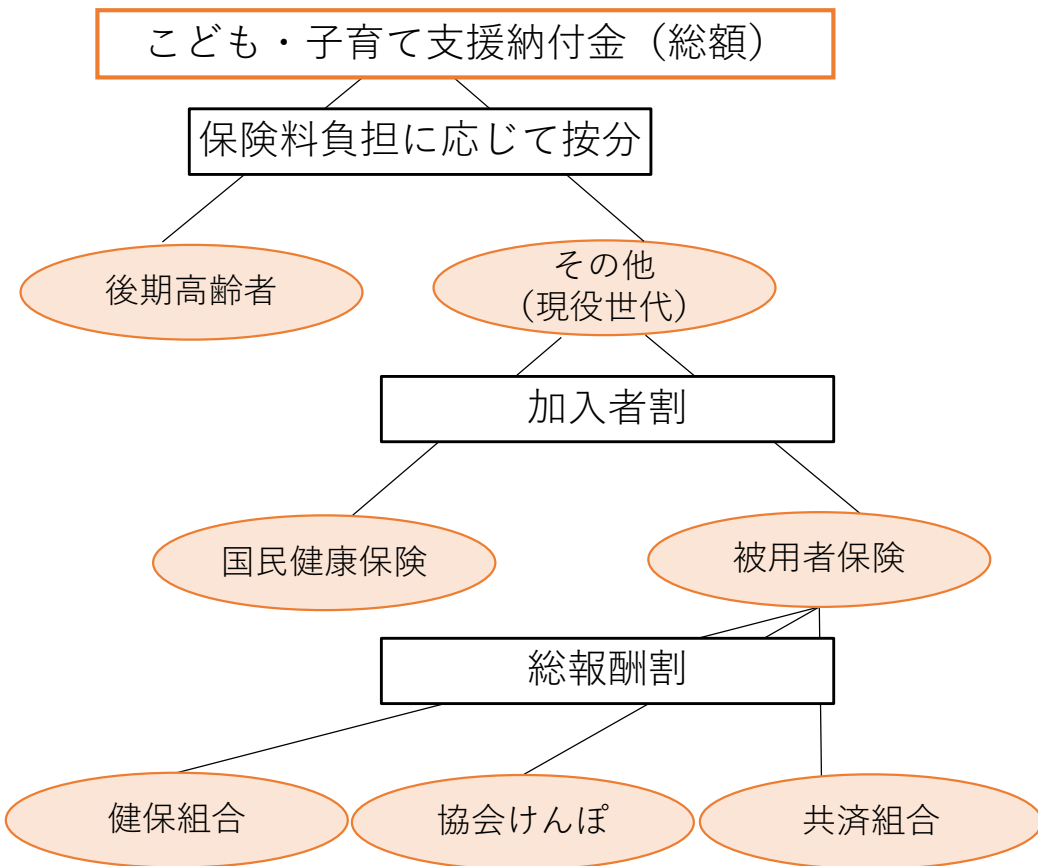 こども・子育て支援納付金（総額）
保険料負担に応じて按分
後期高齢者
その他
（現役世代）
加入者割
国民健康保険
被用者保険
総報酬割
健保組合
協会けんぽ
共済組合